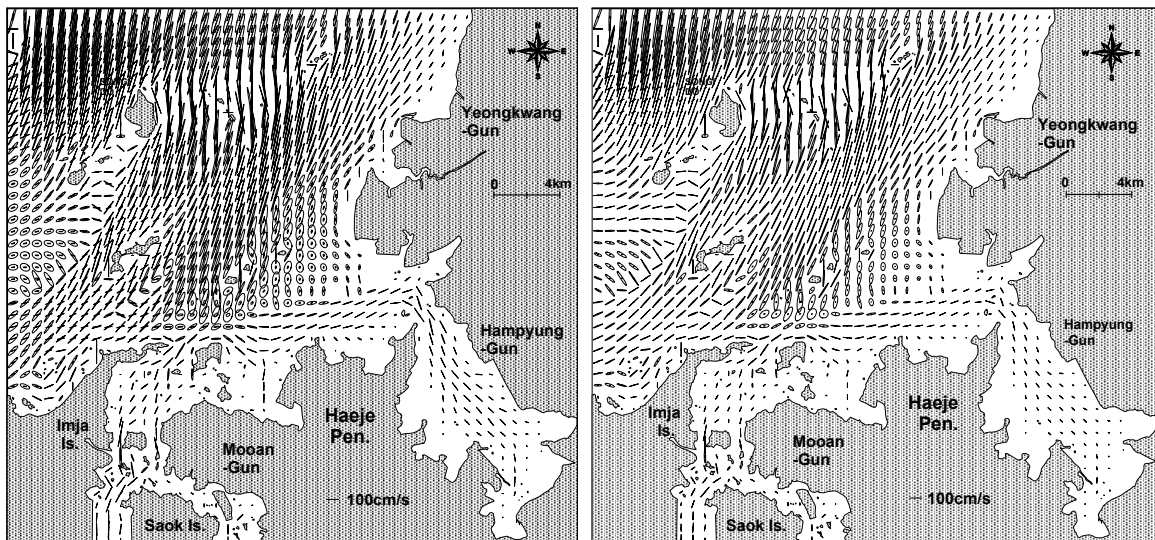 N
W E
S
Yeongkwang
-Gun
0 4km
Hampyung
-Gun
Haeje
Pen.
Imja
Is.
Mooan
-Gun
100cm/s
Saok Is.
N
W E
S
Yeongkwang
-Gun
0 4km
Hampyung
-Gun
Haeje
Pen.
Imja
Is.
Mooan
-Gun
100cm/s
Saok Is.